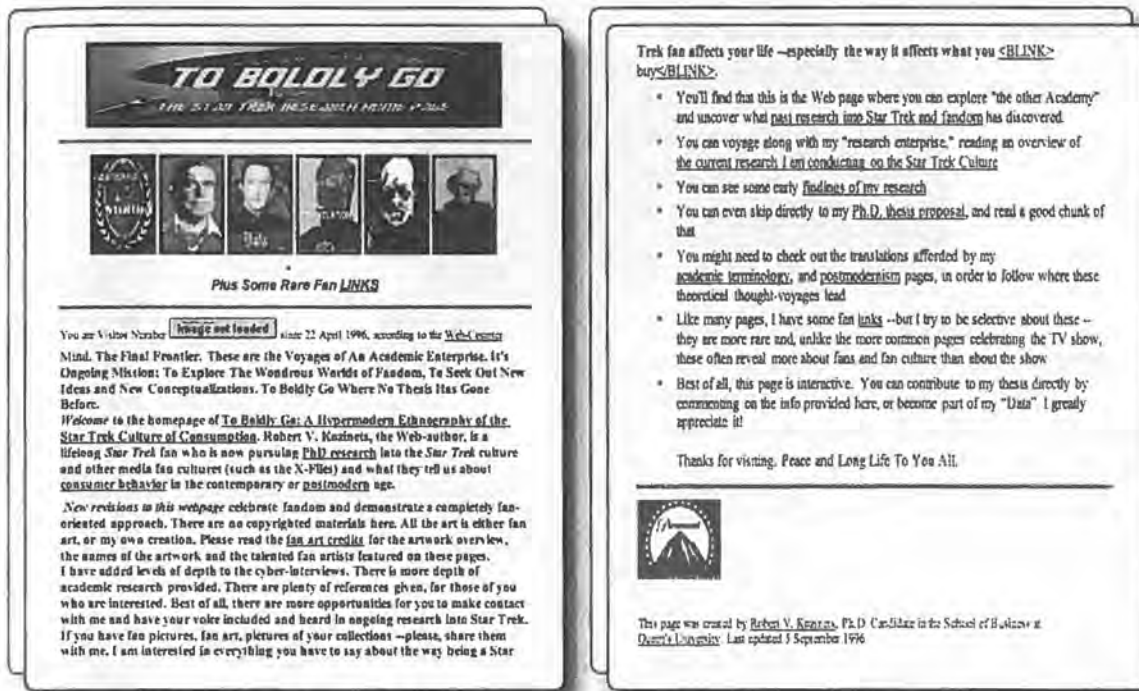 TO BOLDLY GO
THE STAR TREK RESEARCH HOME PAGE
Data
Plus Some Rare Fan LINKS
You are Visitor Number Image not loaded since 22 April 1996, according to the Web-Counter
Mind. The Final Frontier. These are the Voyages of An Academic Enterprise. It's
Ongoing Mission: To Explore The Wondrous Worlds of Fandom, To Seek Out New
Ideas and New Conceptualizations. To Boldly Go Where No Thesis Has Gone
Before.
Welcome to the homepage of To Boldly Go: A Hypermodern Ethnography of the
Star Trek Culture of Consumption. Robert V. Kozinets, the Web-author, is a
lifelong Star Trek fan who is now pursuing PhD research into the Star Trek culture
and other media fan cultures (such as the X-Files) and what they tell us about
consumer behavior in the contemporary or postmodern age.
New revisions to this webpage celebrate fandom and demonstrate a completely fan-
oriented approach. There are no copyrighted materials here. All the art is either fan
art, or my own creation. Please read the fan art credits for the artwork overview,
the names of the artwork and the talented fan artists featured on these pages.
I have added levels of depth to the cyber-interviews. There is more depth of
academic research provided. There are plenty of references given, for those of you
who are interested. Best of all, there are more opportunities for you to make contact
with me and have your voice included and heard in ongoing research into Star Trek.
If you have fan pictures, fan art, pictures of your collections --please, share them
with me. I am interested in everything you have to say about the way being a Star
Trek fan affects your life --especially the way it affects what you <BLINK>
buy</BLINK>.
• You'll find that this is the Web page where you can explore "the other Academy"
and uncover what past research into Star Trek and fandom has discovered
• You can voyage along with my "research enterprise," reading an overview of
the current research I am conducting on the Star Trek Culture
• You can see some early findings of my research
• You can even skip directly to my Ph.D. thesis proposal, and read a good chunk of
that
• You might need to check out the translations afforded by my
academic terminology, and postmodernism pages, in order to follow where these
theoretical thought-voyages lead
• Like many pages, I have some fan links --but I try to be selective about these --
they are more rare and, unlike the more common pages celebrating the TV show,
these often reveal more about fans and fan culture than about the show
• Best of all, this page is interactive. You can contribute to my thesis directly by
commenting on the info provided here, or become part of my "Data" I greatly
appreciate it!
Thanks for visiting. Peace and Long Life To You All.
Paramount
This page was created by Robert V. Kozinets, Ph.D. Candidate in the School of Business at
Queen's University. Last updated 5 September 1996